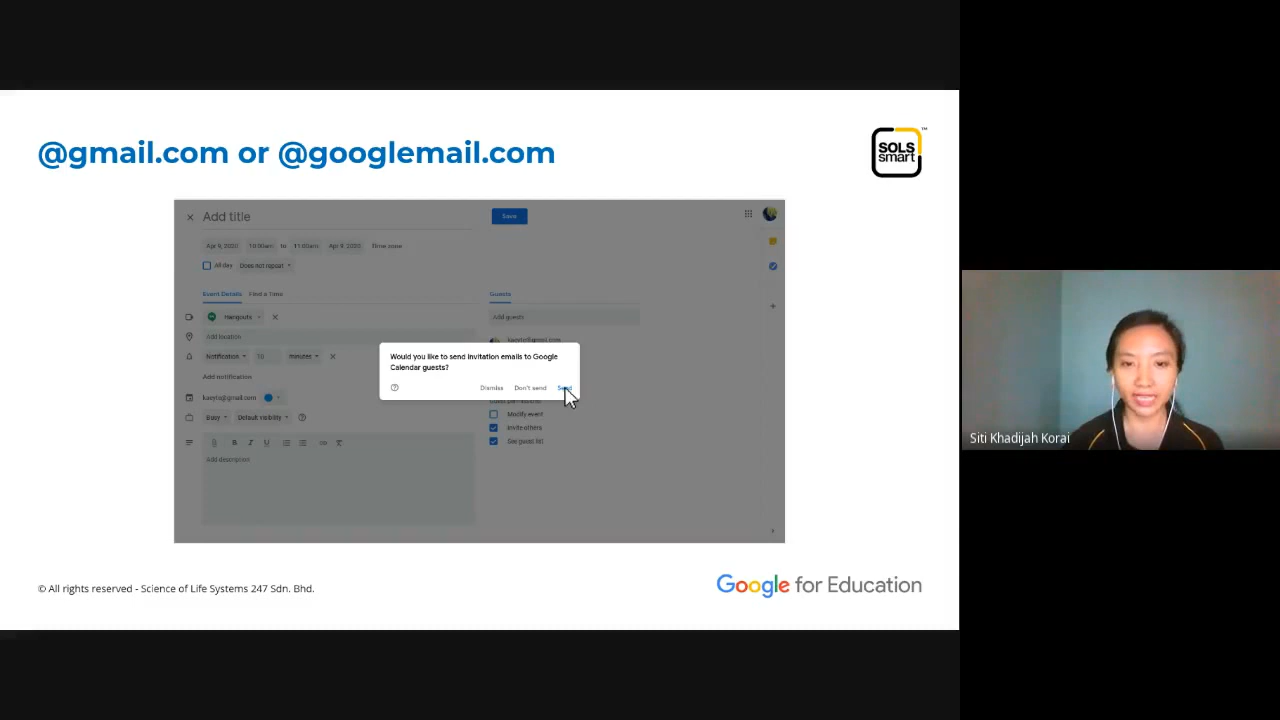 @gmail.com or @googlemail.com
SOLS
smart
TM
Add title
Save
Apr 9, 2020 10:00am to 11:00am Apr 9, 2020 Time zone
All day Does not repeat
Event Details Find a Time
Guests
Hangouts
Add guests
Add location
Notification 10 minutes
Would you like to send invitation emails to Google
Calendar guests?
Dismiss Don't send Send
Add notification
Busy Default visibility
Modify event
Invite others
See guest list
B I U
Add description
Siti Khadijah Korai
© All rights reserved - Science of Life Systems 247 Sdn. Bhd.
Google for Education